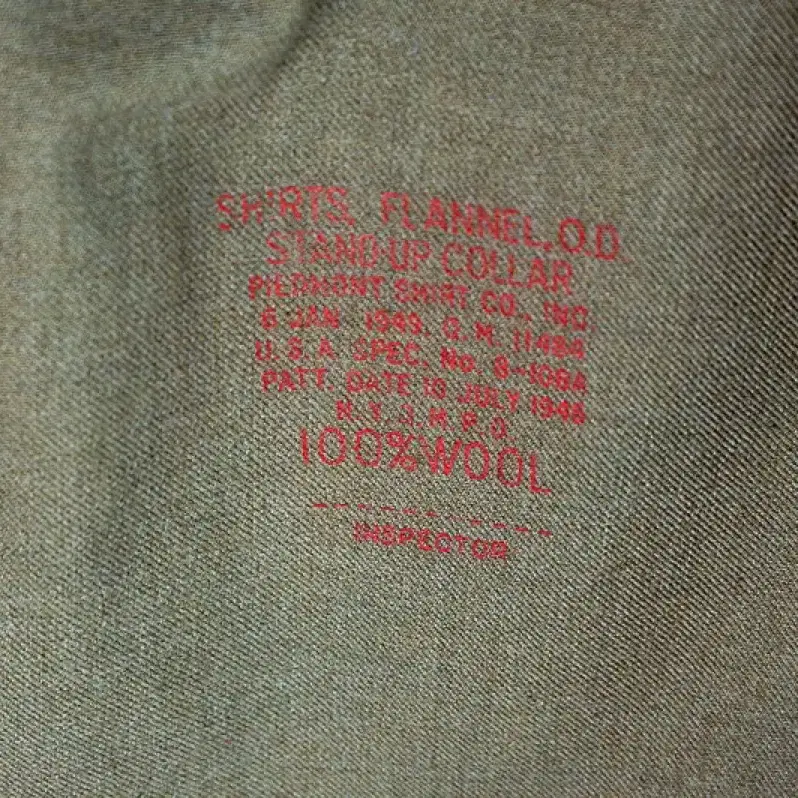 SHIRTS, FLANNEL, O.D
STAND-UP COLLAR
PIEDMONT SHIRT CO., INC.
6 JAN 1949. Q. M. 11484
U. S. A. SPEC. No. 8-108A
PATT. DATE 10 JULY 1946
N. Y. Q. M. P. O.
100% WOOL
INSPECTOR